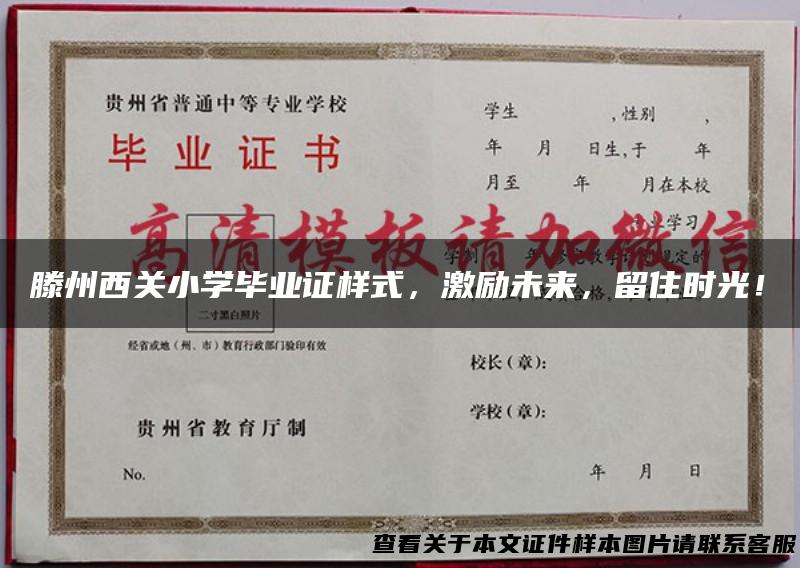 贵州省普通中等专业学校
毕业证书
二寸黑白照片
经省或地（州、市）教育行政部门验印有效
贵州省教育厅制
No.
学生 ，性别 ，
年 月 日生,于 年
月至 年 月在本校
专业学习
校长（章）：
学校（章）：
年 月 日
高清模板请加微信
滕州西关小学毕业证样式，激励未来，留住时光！
查看关于本文证件样本图片请联系客服